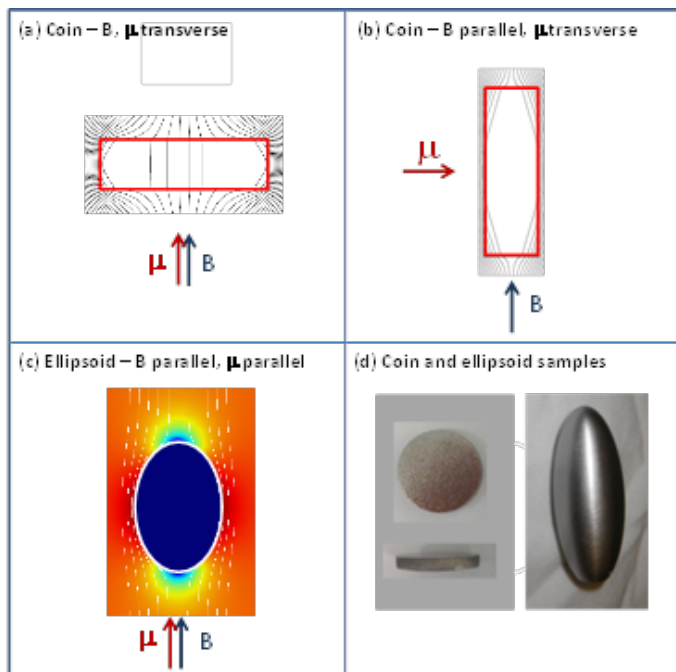 (a) Coin – B, μ transverse
(b) Coin – B parallel, μ transverse
μ
μ B
B
(c) Ellipsoid – B parallel, μ parallel
(d) Coin and ellipsoid samples
μ B